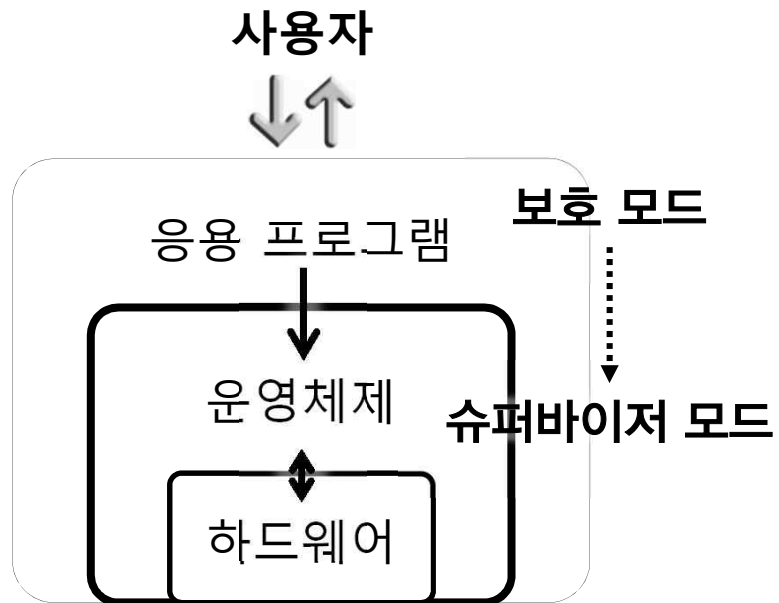 사용자
보호 모드
응용 프로그램
운영체제
슈퍼바이저 모드
하드웨어